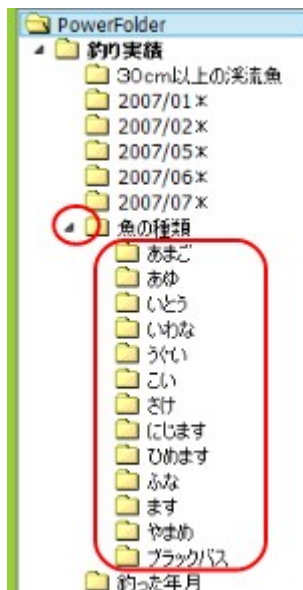 PowerFolder
釣り実績
30cm以上の渓流魚
2007/01*
2007/02*
2007/05*
2007/06*
2007/07*
魚の種類
あまご
あゆ
いとう
いわな
うぐい
こい
さけ
にじます
ひめます
ふな
ます
やまめ
ブラックバス
釣った年月